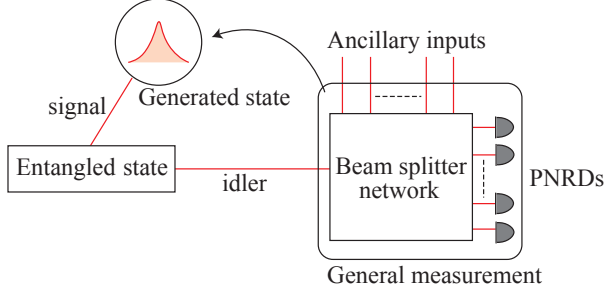 Ancillary inputs
signal
Generated state
Entangled state
idler
Beam splitter
network
PNRDs
General measurement